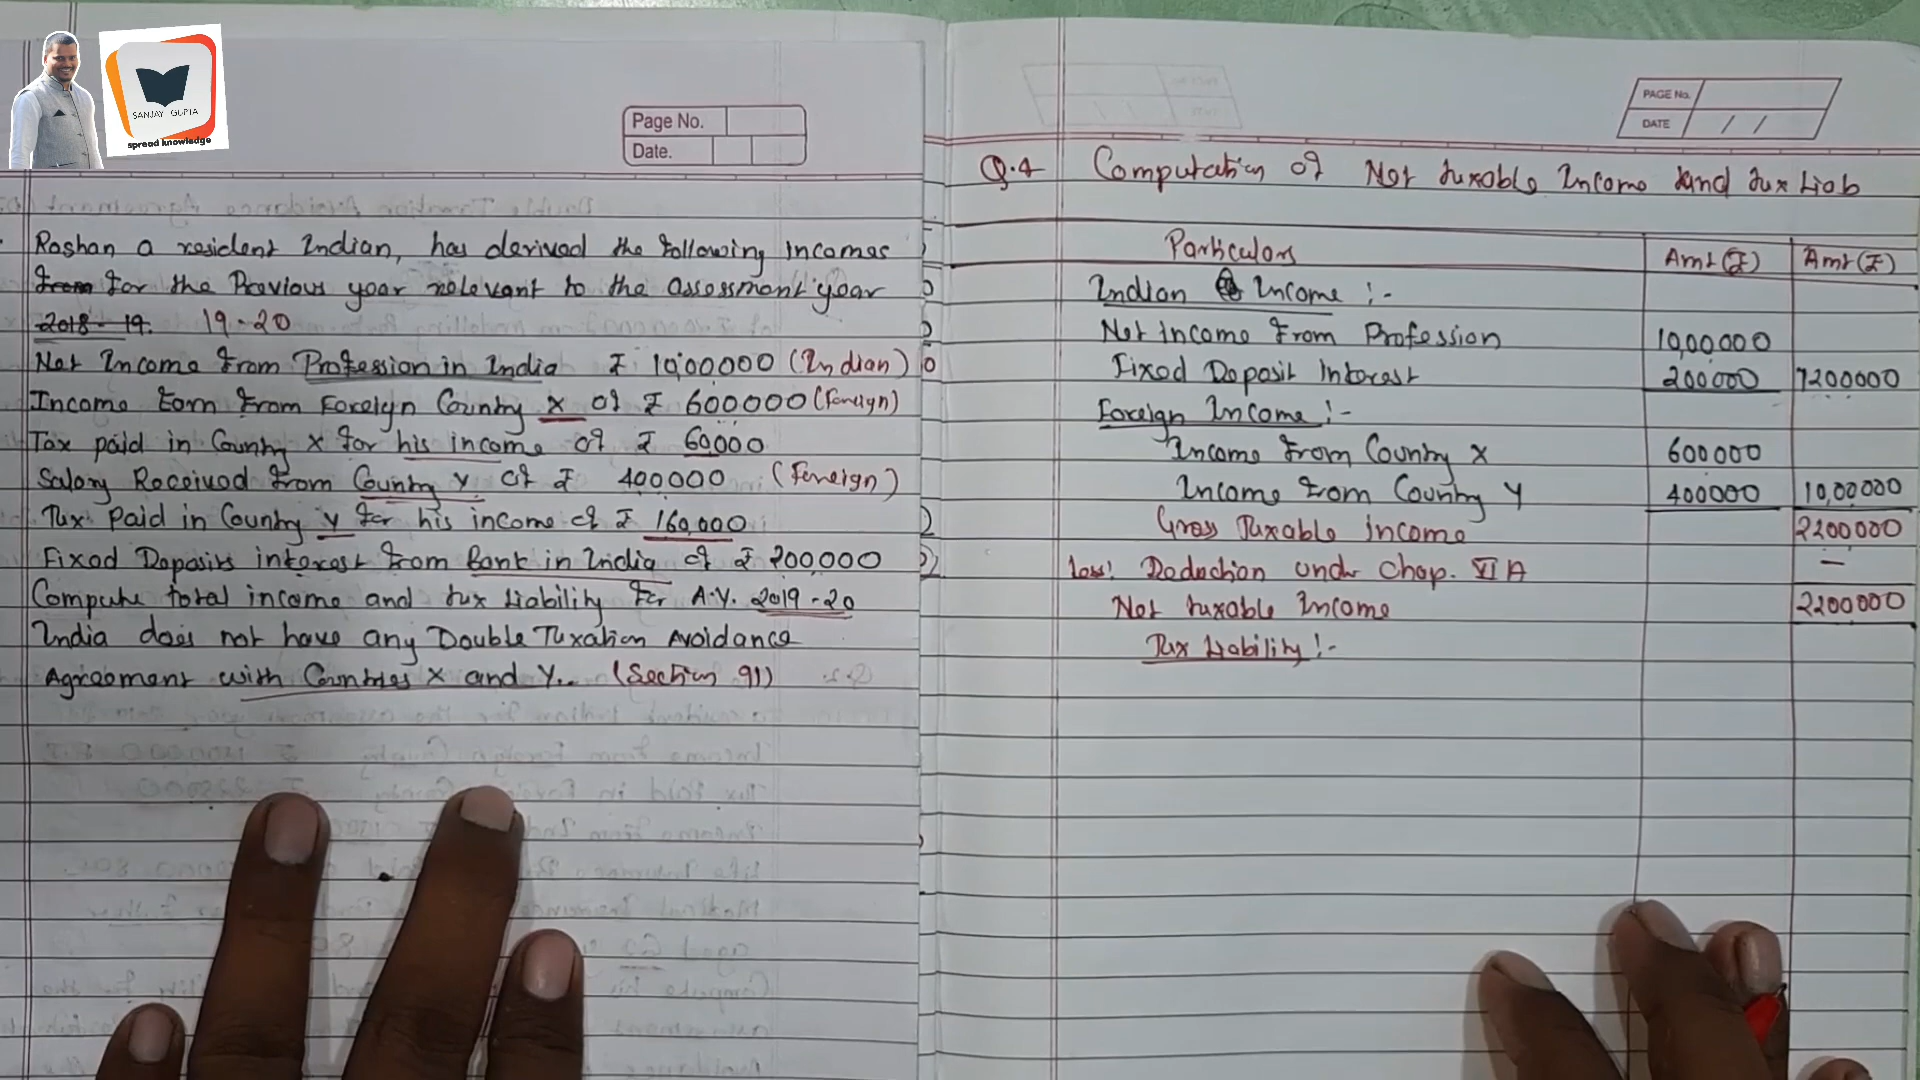 SANJAY GUPTA
spread knowledge
Page No.
Date.
Roshan a resident Indian, has derived the following incomes
from for the Previous year relevant to the assessment year
2018-19. 19-20
Net Income from Profession in India ₹ 10,00000 (Indian)
Income Earn from Foreign Country X of ₹ 600000 (Foreign)
Tax paid in Country X for his income of ₹ 60000
Salary Received from Country Y of ₹ 400000 (Foreign)
Tax Paid in Country Y for his income of ₹ 160,000
Fixed Deposits interest from Bank in India of ₹ 200000
Compute total income and tax liability for A.Y. 2019-20
India does not have any Double Taxation Avoidance
Agreement with Countries X and Y. (Section 91)
PAGE No.
DATE / /
Q.4 Computation of Net taxable Income and tax Liab
Particulars Amt (₹) Amt (₹)
Indian Income :-
Net income from Profession 10,00,000
Fixed Deposit Interest 200000 1200000
Foreign Income :-
Income from Country X 600000
Income from Country Y 400000 10,00000
Gross Taxable income 2200000
Less: Deduction under Chap. VI A —
Net taxable Income 2200000
Tax Liability :-